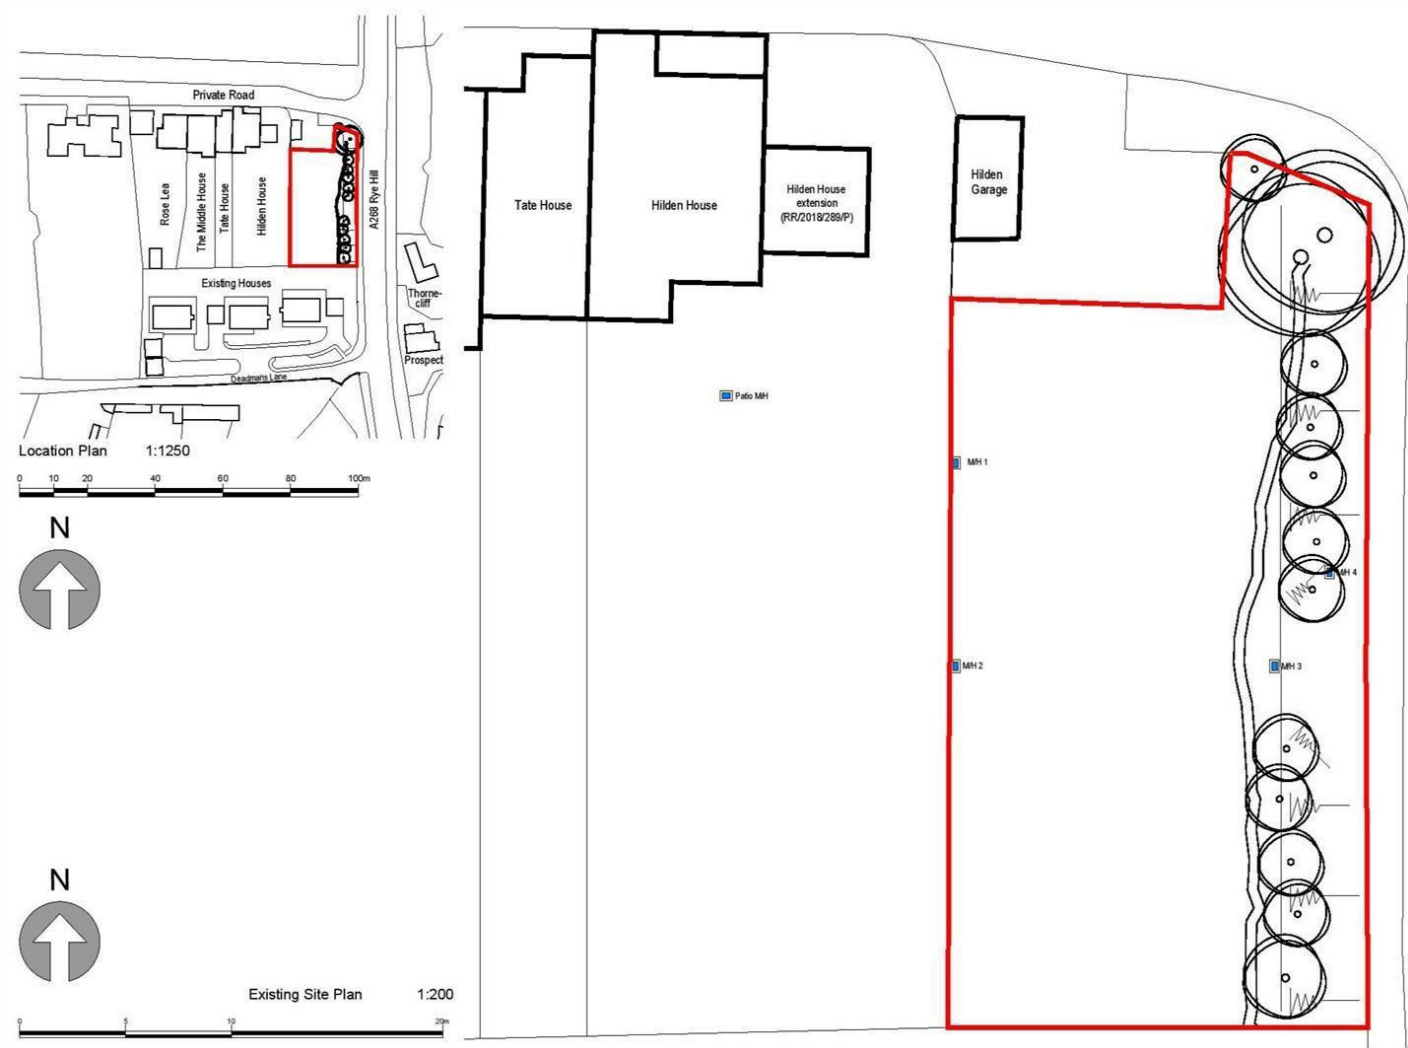 Private Road
Rose Lea
The Middle House
Tate House
Hilden House
A268 Rye Hill
Existing Houses
Thorne-
cliff
Prospect
Deadmans Lane
Location Plan 1:1250
0 10 20 40 60 80 100m
N
N
Existing Site Plan 1:200
0 5 10 20m
Tate House
Hilden House
Hilden House
extension
(RR/2018/289/P)
Hilden
Garage
Patio M/H
M/H 1
M/H 2
M/H 3
M/H 4